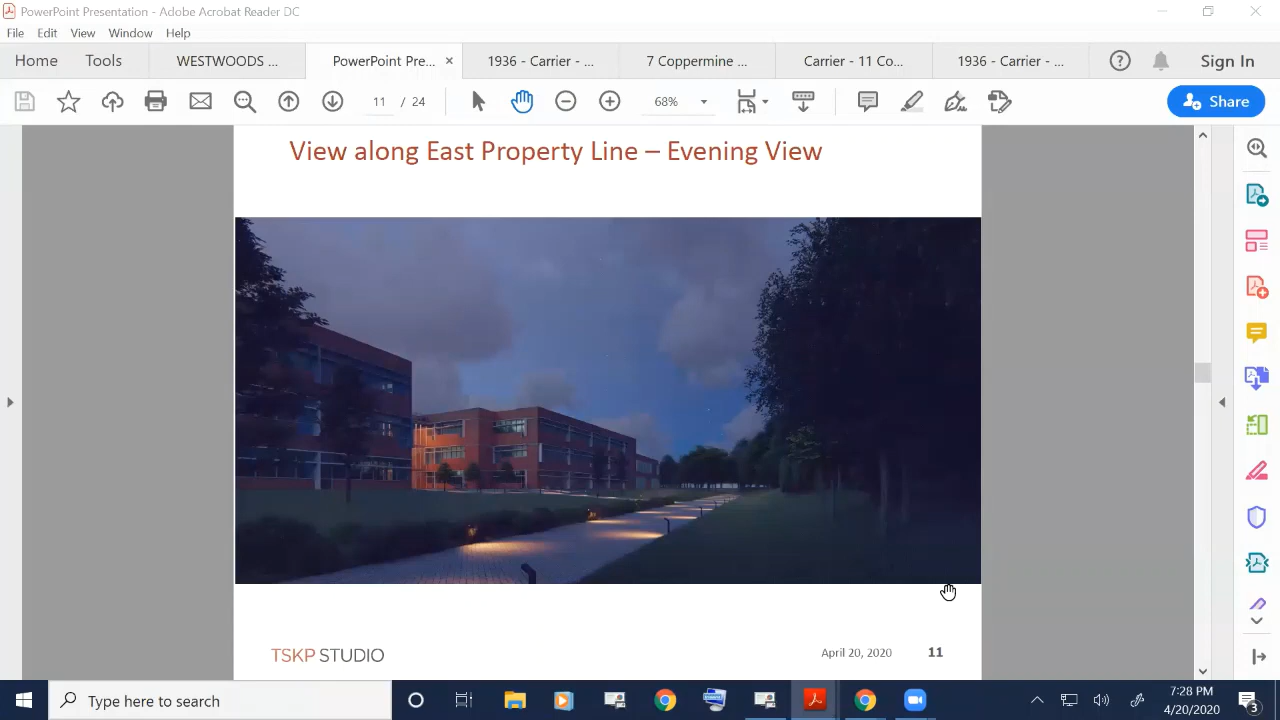 PowerPoint Presentation - Adobe Acrobat Reader DC
File Edit View Window Help
Home Tools WESTWOODS ... PowerPoint Pre... × 1936 - Carrier - ... 7 Coppermine ... Carrier - 11 Co... 1936 - Carrier - ... Sign In
11 / 24 68% Share
View along East Property Line – Evening View
TSKP STUDIO April 20, 2020 11
Type here to search 7:28 PM
4/20/2020 3